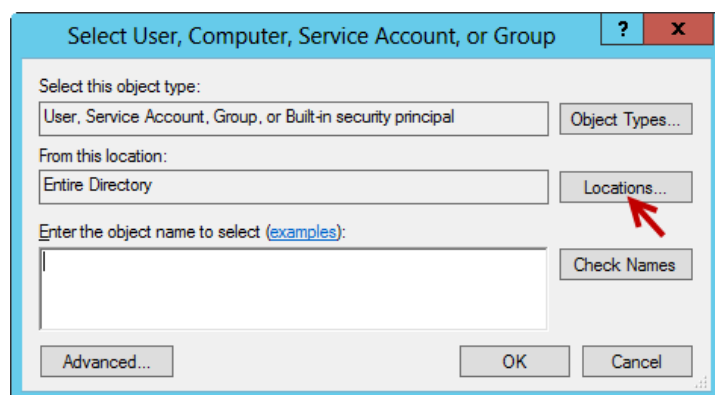 Select User, Computer, Service Account, or Group
? x
Select this object type:
User, Service Account, Group, or Built-in security principal
Object Types...
From this location:
Entire Directory
Locations...
Enter the object name to select (examples):
Check Names
Advanced...
OK
Cancel